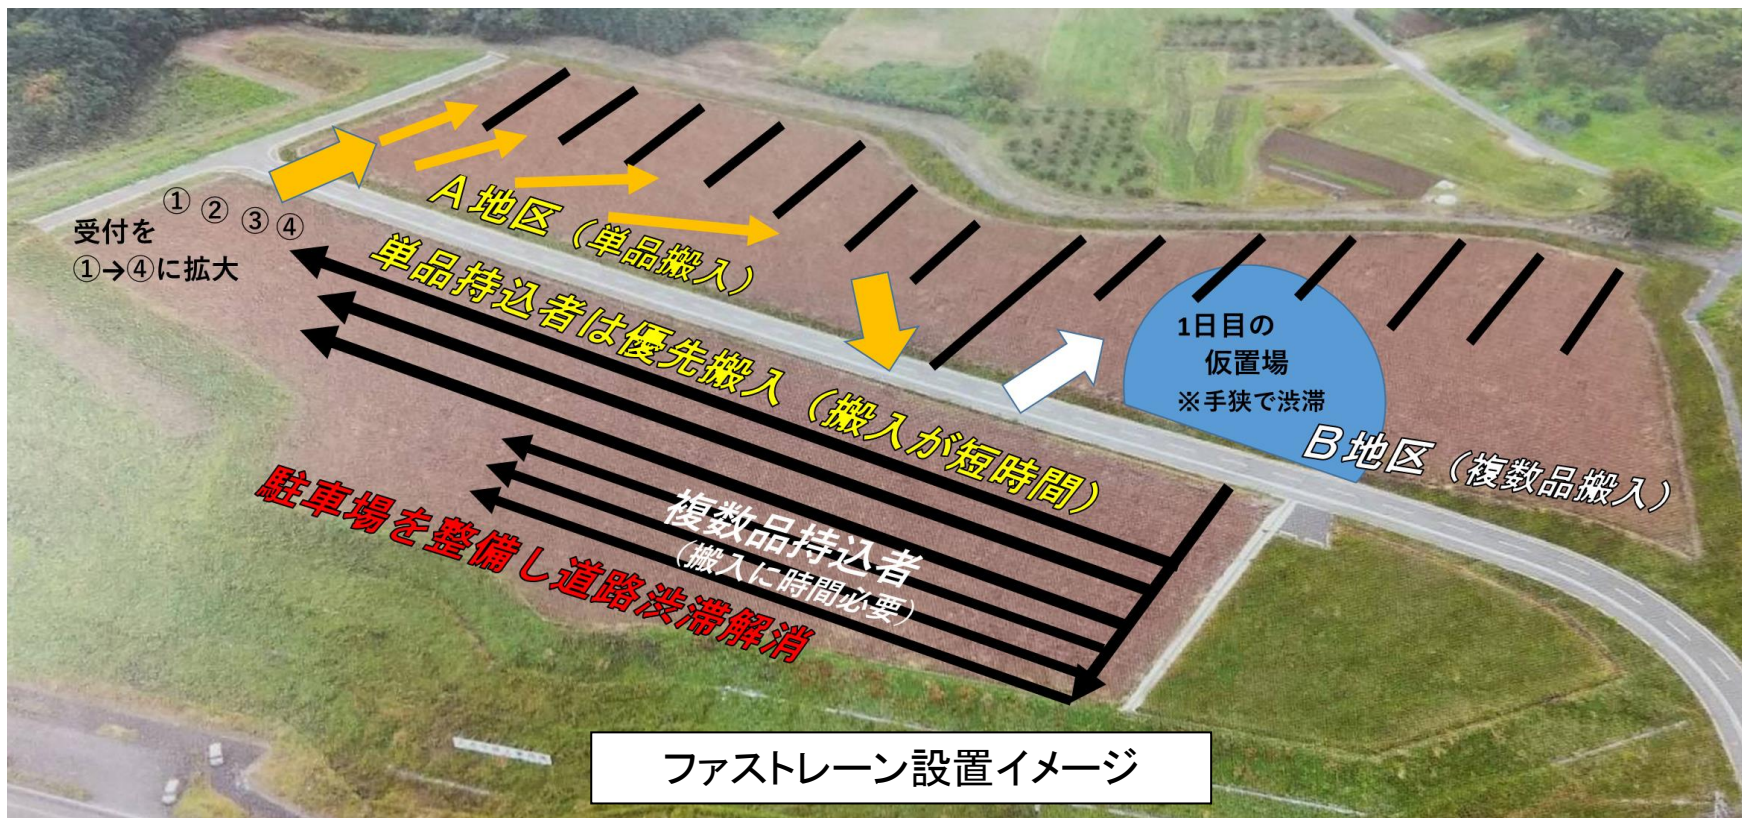 ① ② ③ ④
受付を
①→④に拡大
A地区（単品搬入）
単品持込者は優先搬入（搬入が短時間）
1日目の
仮置場
※手狭で渋滞
B地区（複数品搬入）
複数品持込者
（搬入に時間必要）
駐車場を整備し道路渋滞解消
ファストレーン設置イメージ